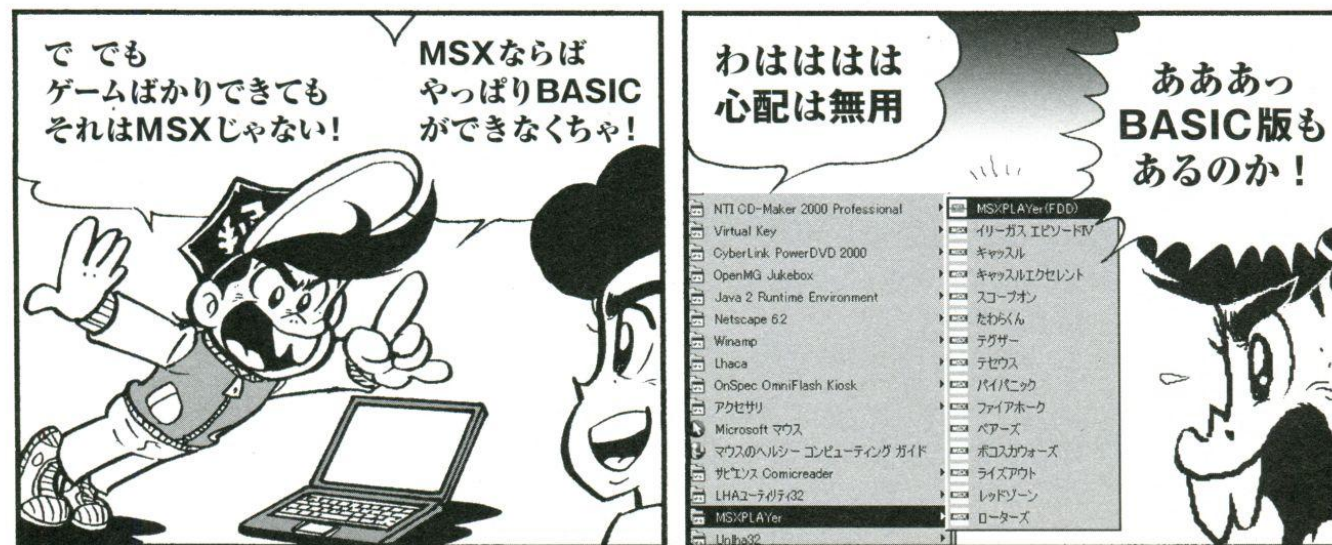 で でも
ゲームばかりできても
それはMSXじゃない!
MSXならば
やっぱりBASIC
ができなくちゃ!
わはははは
心配は無用
あああっ
BASIC版も
あるのか!
NTI CD-Maker 2000 Professional
Virtual Key
CyberLink PowerDVD 2000
OpenMG Jukebox
Java 2 Runtime Environment
Netscape 6.2
Winamp
Lhaca
OnSpec OmniFlash Kiosk
アクセサリ
Microsoft マウス
マウスのヘルシー コンピューティング ガイド
サピエンス Comicreader
LHAユーティリティ32
MSXPLAYer
Unlha32
MSXPLAYer(FDD)
イリーガス エピソードIV
キャッスル
キャッスルエクセレント
スコープオン
たわらくん
テグザー
テセウス
パイパニック
ファイアホーク
ペアーズ
ボコスカウォーズ
ライズアウト
レッドゾーン
ローターズ